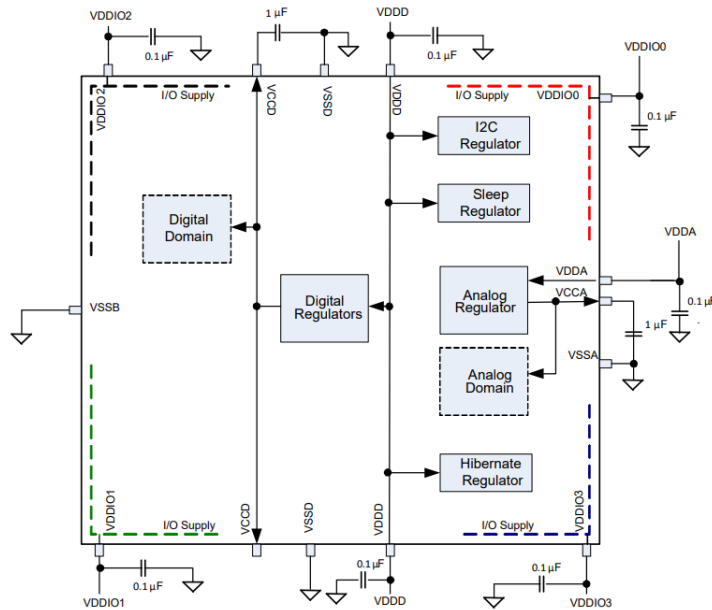 VDDIO2
0.1 µF
1 µF
VDDD
0.1 µF
VDDIO0
0.1 µF
VDDIO2
I/O Supply
VCCD
VSSD
VDDD
I/O Supply
VDDIO0
I2C
Regulator
Sleep
Regulator
Digital
Domain
VDDA
VDDA
VCCA
0.1 µF
1 µF
Analog
Regulator
Digital
Regulators
VSSB
VSSA
Analog
Domain
Hibernate
Regulator
VDDIO1
I/O Supply
VCCD
VSSD
VDDD
I/O Supply
VDDIO3
0.1 µF
VDDIO1
0.1 µF
VDDD
0.1 µF
VDDIO3